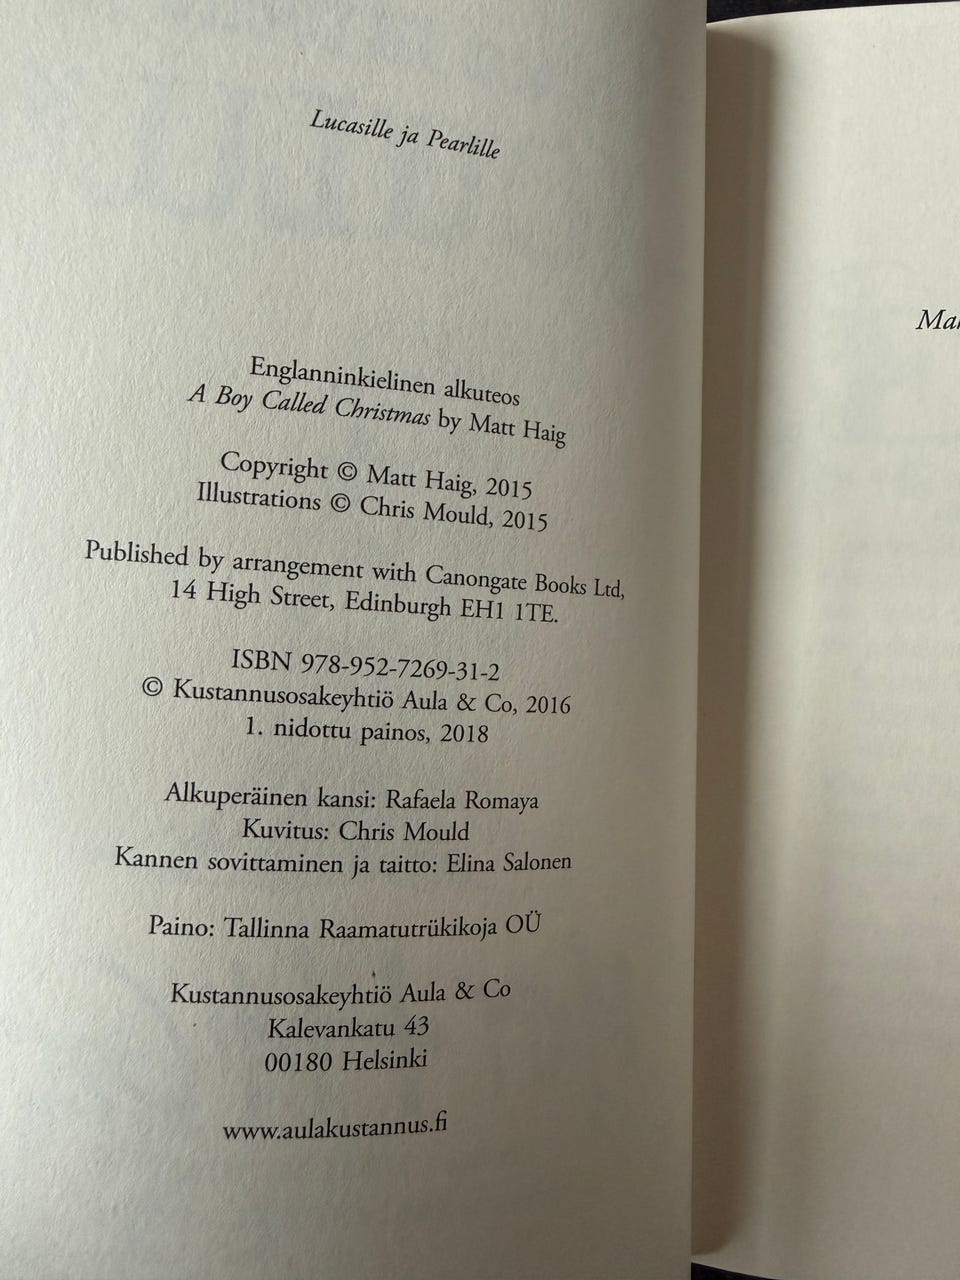 Lucasille ja Pearlille
Englanninkielinen alkuteos
A Boy Called Christmas by Matt Haig
Copyright © Matt Haig, 2015
Illustrations © Chris Mould, 2015
Published by arrangement with Canongate Books Ltd,
14 High Street, Edinburgh EH1 1TE.
ISBN 978-952-7269-31-2
© Kustannusosakeyhtiö Aula & Co, 2016
1. nidottu painos, 2018
Alkuperäinen kansi: Rafaela Romaya
Kuvitus: Chris Mould
Kannen sovittaminen ja taitto: Elina Salonen
Paino: Tallinna Raamatutrükikoja OÜ
Kustannusosakeyhtiö Aula & Co
Kalevankatu 43
00180 Helsinki
www.aulakustannus.fi